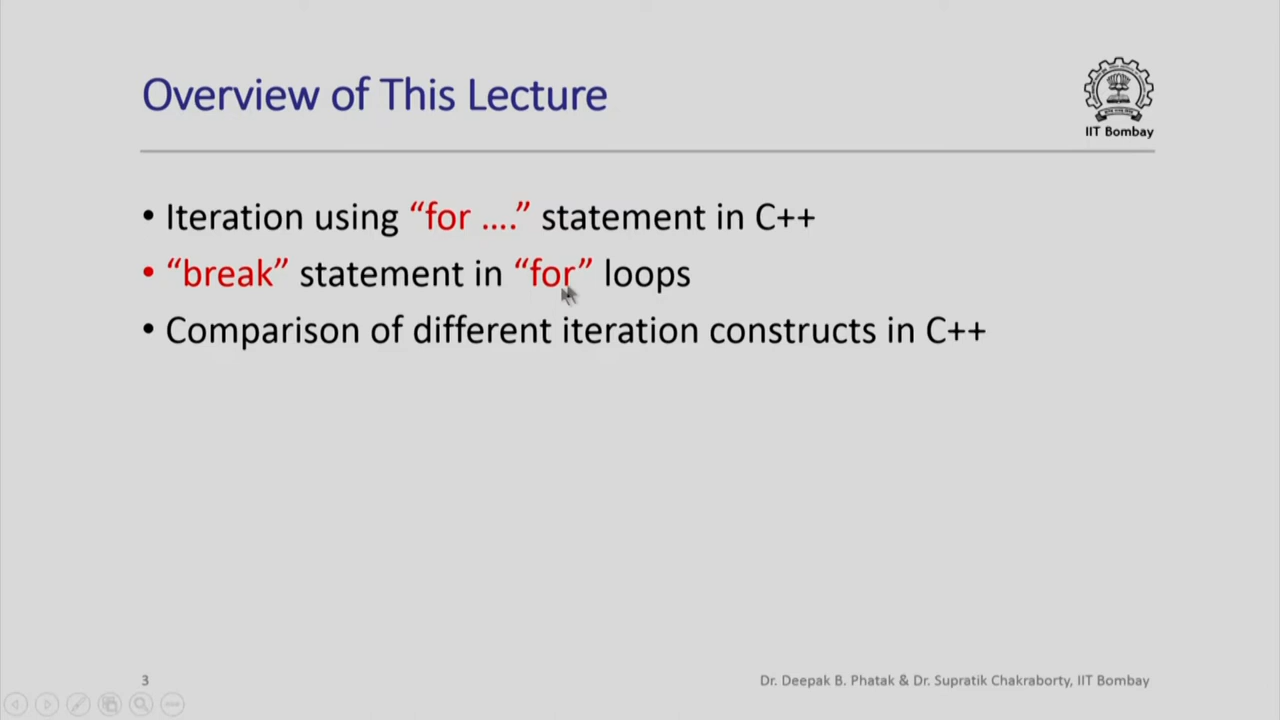 Overview of This Lecture
IIT Bombay
• Iteration using “for ….” statement in C++
• “break” statement in “for” loops
• Comparison of different iteration constructs in C++
3
Dr. Deepak B. Phatak & Dr. Supratik Chakraborty, IIT Bombay